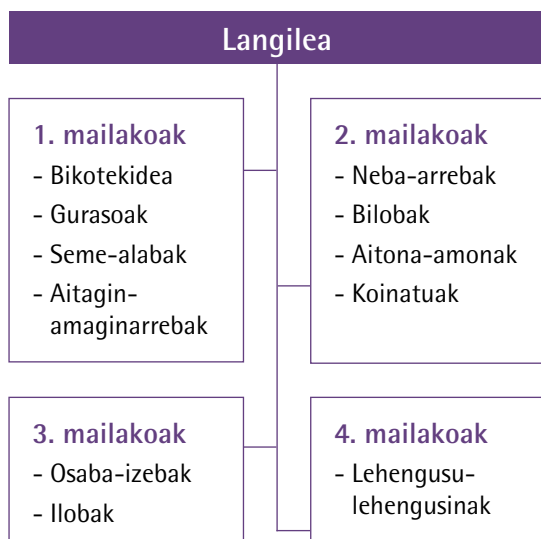 Langilea
1. mailakoak
- Bikotekidea
- Gurasoak
- Seme-alabak
- Aitagin-
amaginarrebak
2. mailakoak
- Neba-arrebak
- Bilobak
- Aitona-amonak
- Koinatuak
3. mailakoak
- Osaba-izebak
- Ilobak
4. mailakoak
- Lehengusu-
lehengusinak